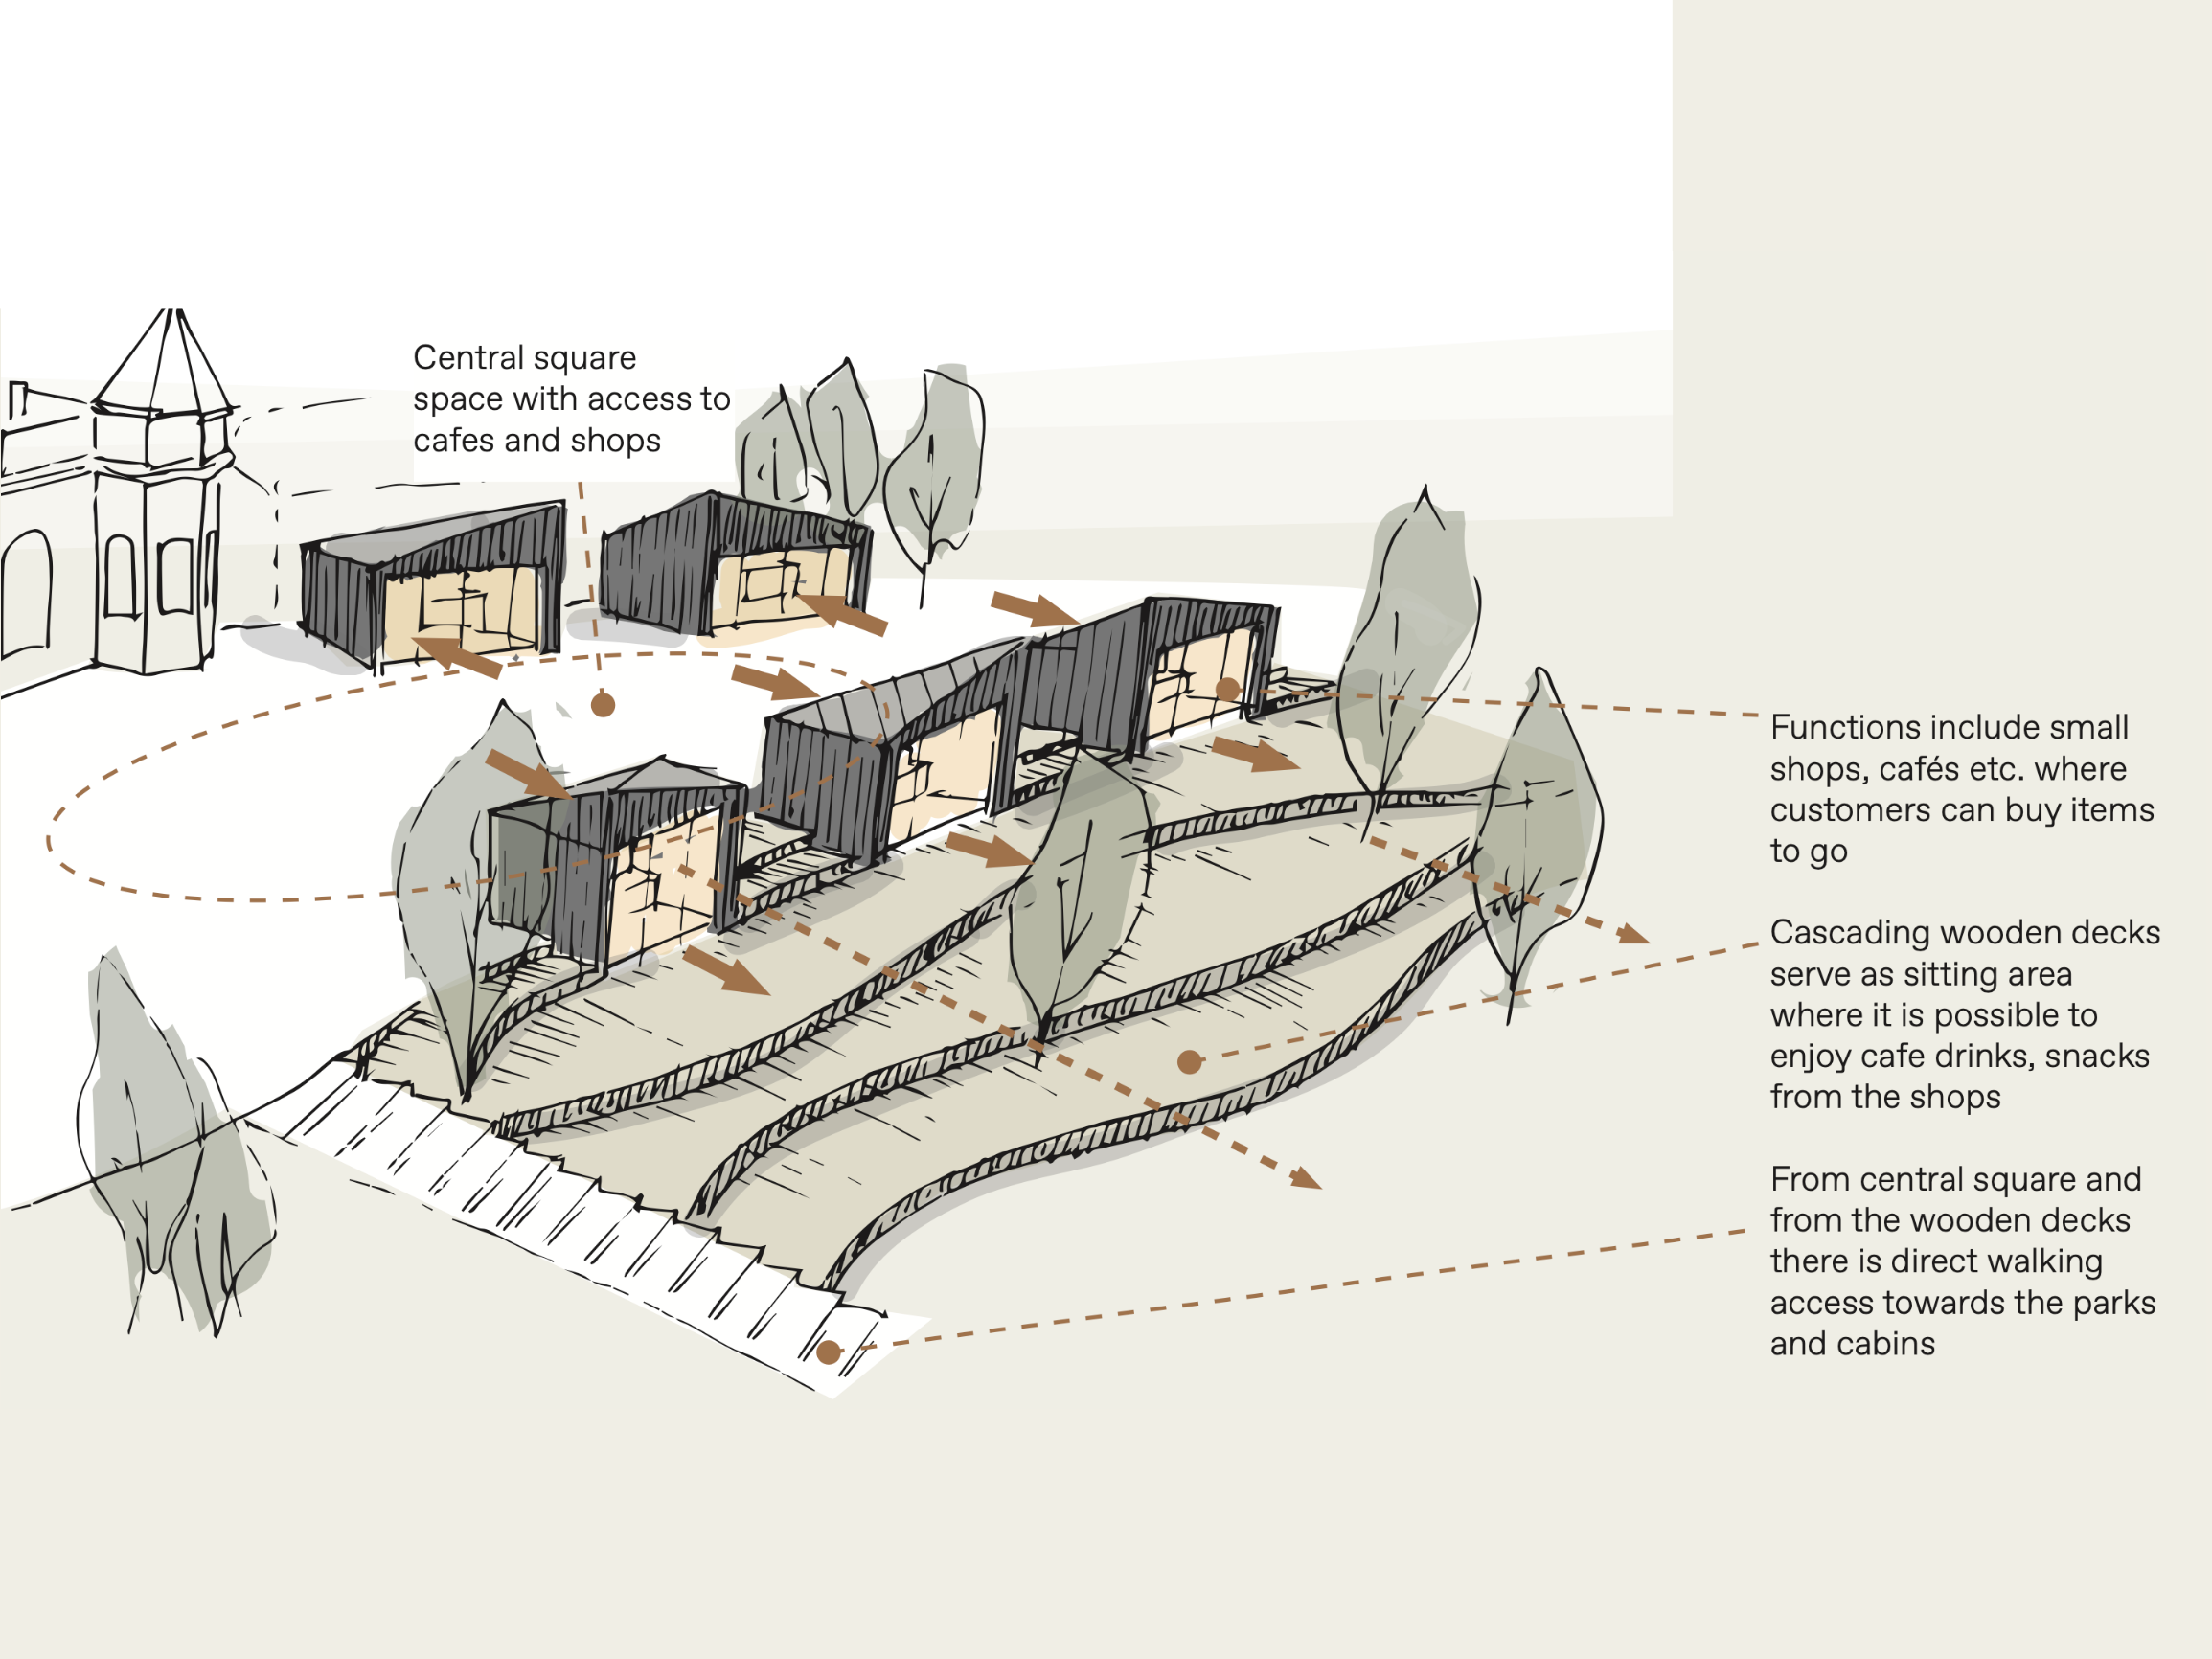 Central square
space with access to
cafes and shops
Functions include small
shops, cafés etc. where
customers can buy items
to go
Cascading wooden decks
serve as sitting area
where it is possible to
enjoy cafe drinks, snacks
from the shops
From central square and
from the wooden decks
there is direct walking
access towards the parks
and cabins